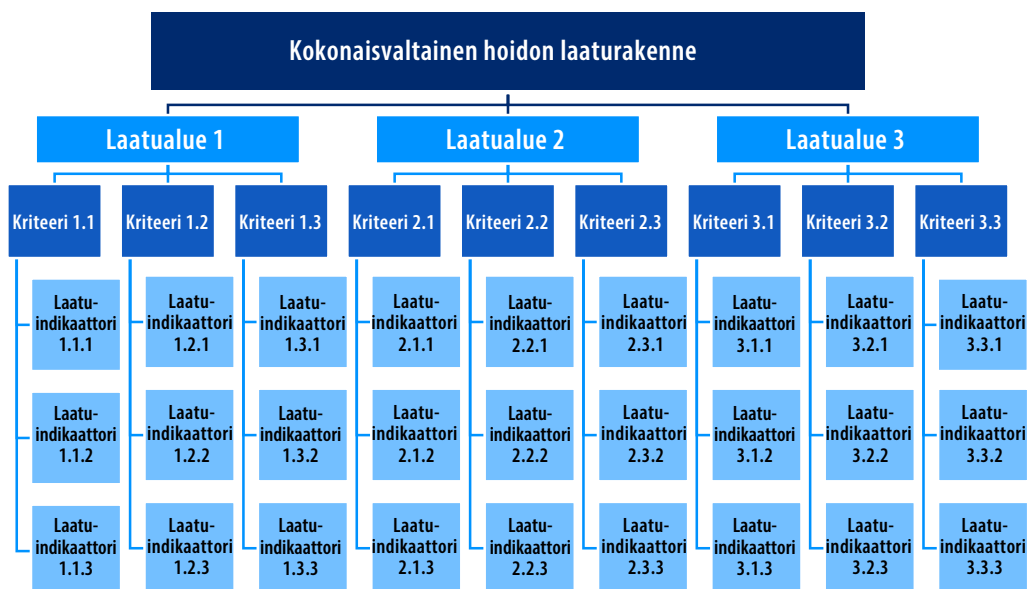 Kokonaisvaltainen hoidon laaturakenne
Laatualue 1
Laatualue 2
Laatualue 3
Kriteeri 1.1
Kriteeri 1.2
Kriteeri 1.3
Kriteeri 2.1
Kriteeri 2.2
Kriteeri 2.3
Kriteeri 3.1
Kriteeri 3.2
Kriteeri 3.3
Laatu-
indikaattori
1.1.1
Laatu-
indikaattori
1.2.1
Laatu-
indikaattori
1.3.1
Laatu-
indikaattori
2.1.1
Laatu-
indikaattori
2.2.1
Laatu-
indikaattori
2.3.1
Laatu-
indikaattori
3.1.1
Laatu-
indikaattori
3.2.1
Laatu-
indikaattori
3.3.1
Laatu-
indikaattori
1.1.2
Laatu-
indikaattori
1.2.2
Laatu-
indikaattori
1.3.2
Laatu-
indikaattori
2.1.2
Laatu-
indikaattori
2.2.2
Laatu-
indikaattori
2.3.2
Laatu-
indikaattori
3.1.2
Laatu-
indikaattori
3.2.2
Laatu-
indikaattori
3.3.2
Laatu-
indikaattori
1.1.3
Laatu-
indikaattori
1.2.3
Laatu-
indikaattori
1.3.3
Laatu-
indikaattori
2.1.3
Laatu-
indikaattori
2.2.3
Laatu-
indikaattori
2.3.3
Laatu-
indikaattori
3.1.3
Laatu-
indikaattori
3.2.3
Laatu-
indikaattori
3.3.3